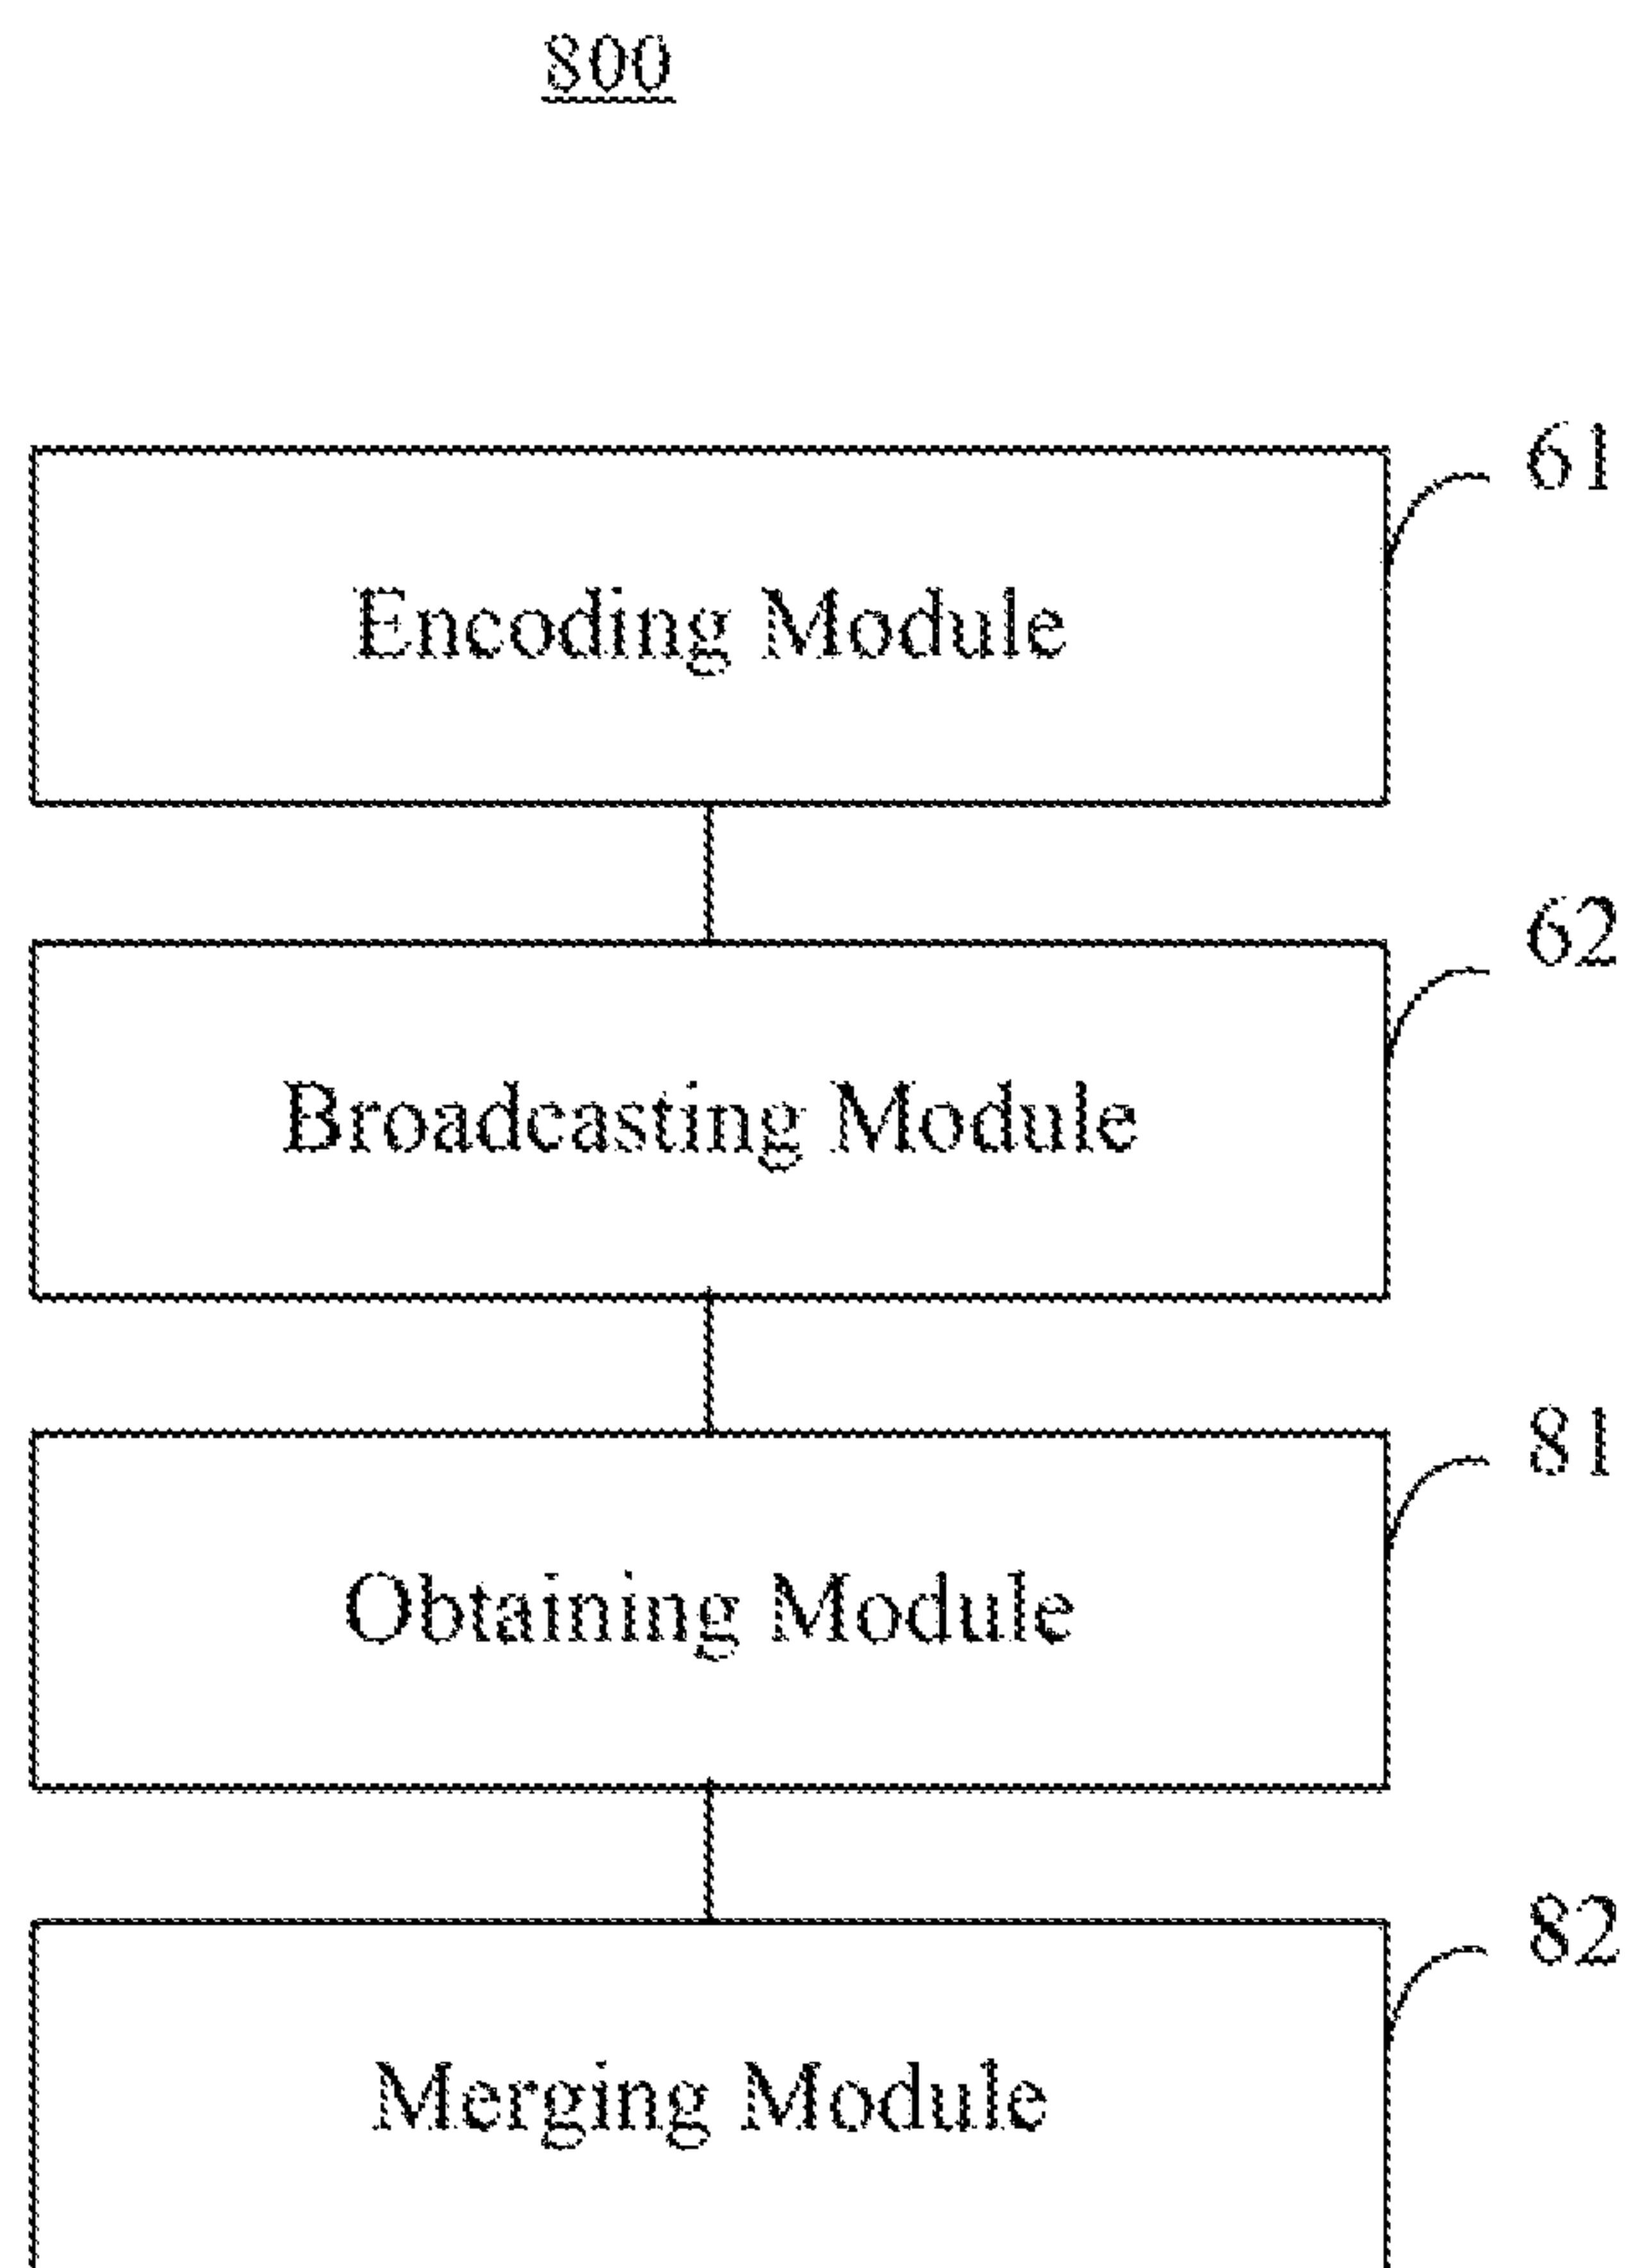 800
61
Encoding Module
62
Broadcasting Module
81
Obtaining Module
82
Merging Module